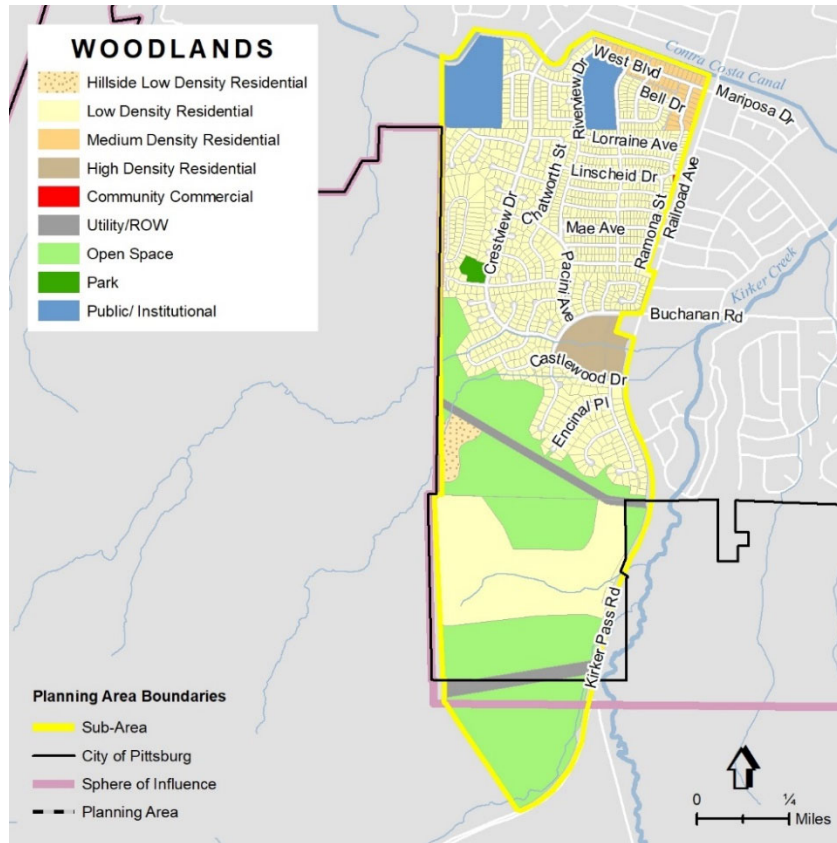 WOODLANDS
Hillside Low Density Residential
Low Density Residential
Medium Density Residential
High Density Residential
Community Commercial
Utility/ROW
Open Space
Park
Public/ Institutional
West Blvd
Contra Costa Canal
Bell Dr
Mariposa Dr
Riverview Dr
Lorraine Ave
Chatworth St
Linscheid Dr
Crestview Dr
Mae Ave
Ramona St
Railroad Ave
Pacini Ave
Kirker Creek
Buchanan Rd
Castlewood Dr
Encinal Pl
Kirker Pass Rd
Planning Area Boundaries
Sub-Area
City of Pittsburg
Sphere of Influence
Planning Area
0 ¼
Miles